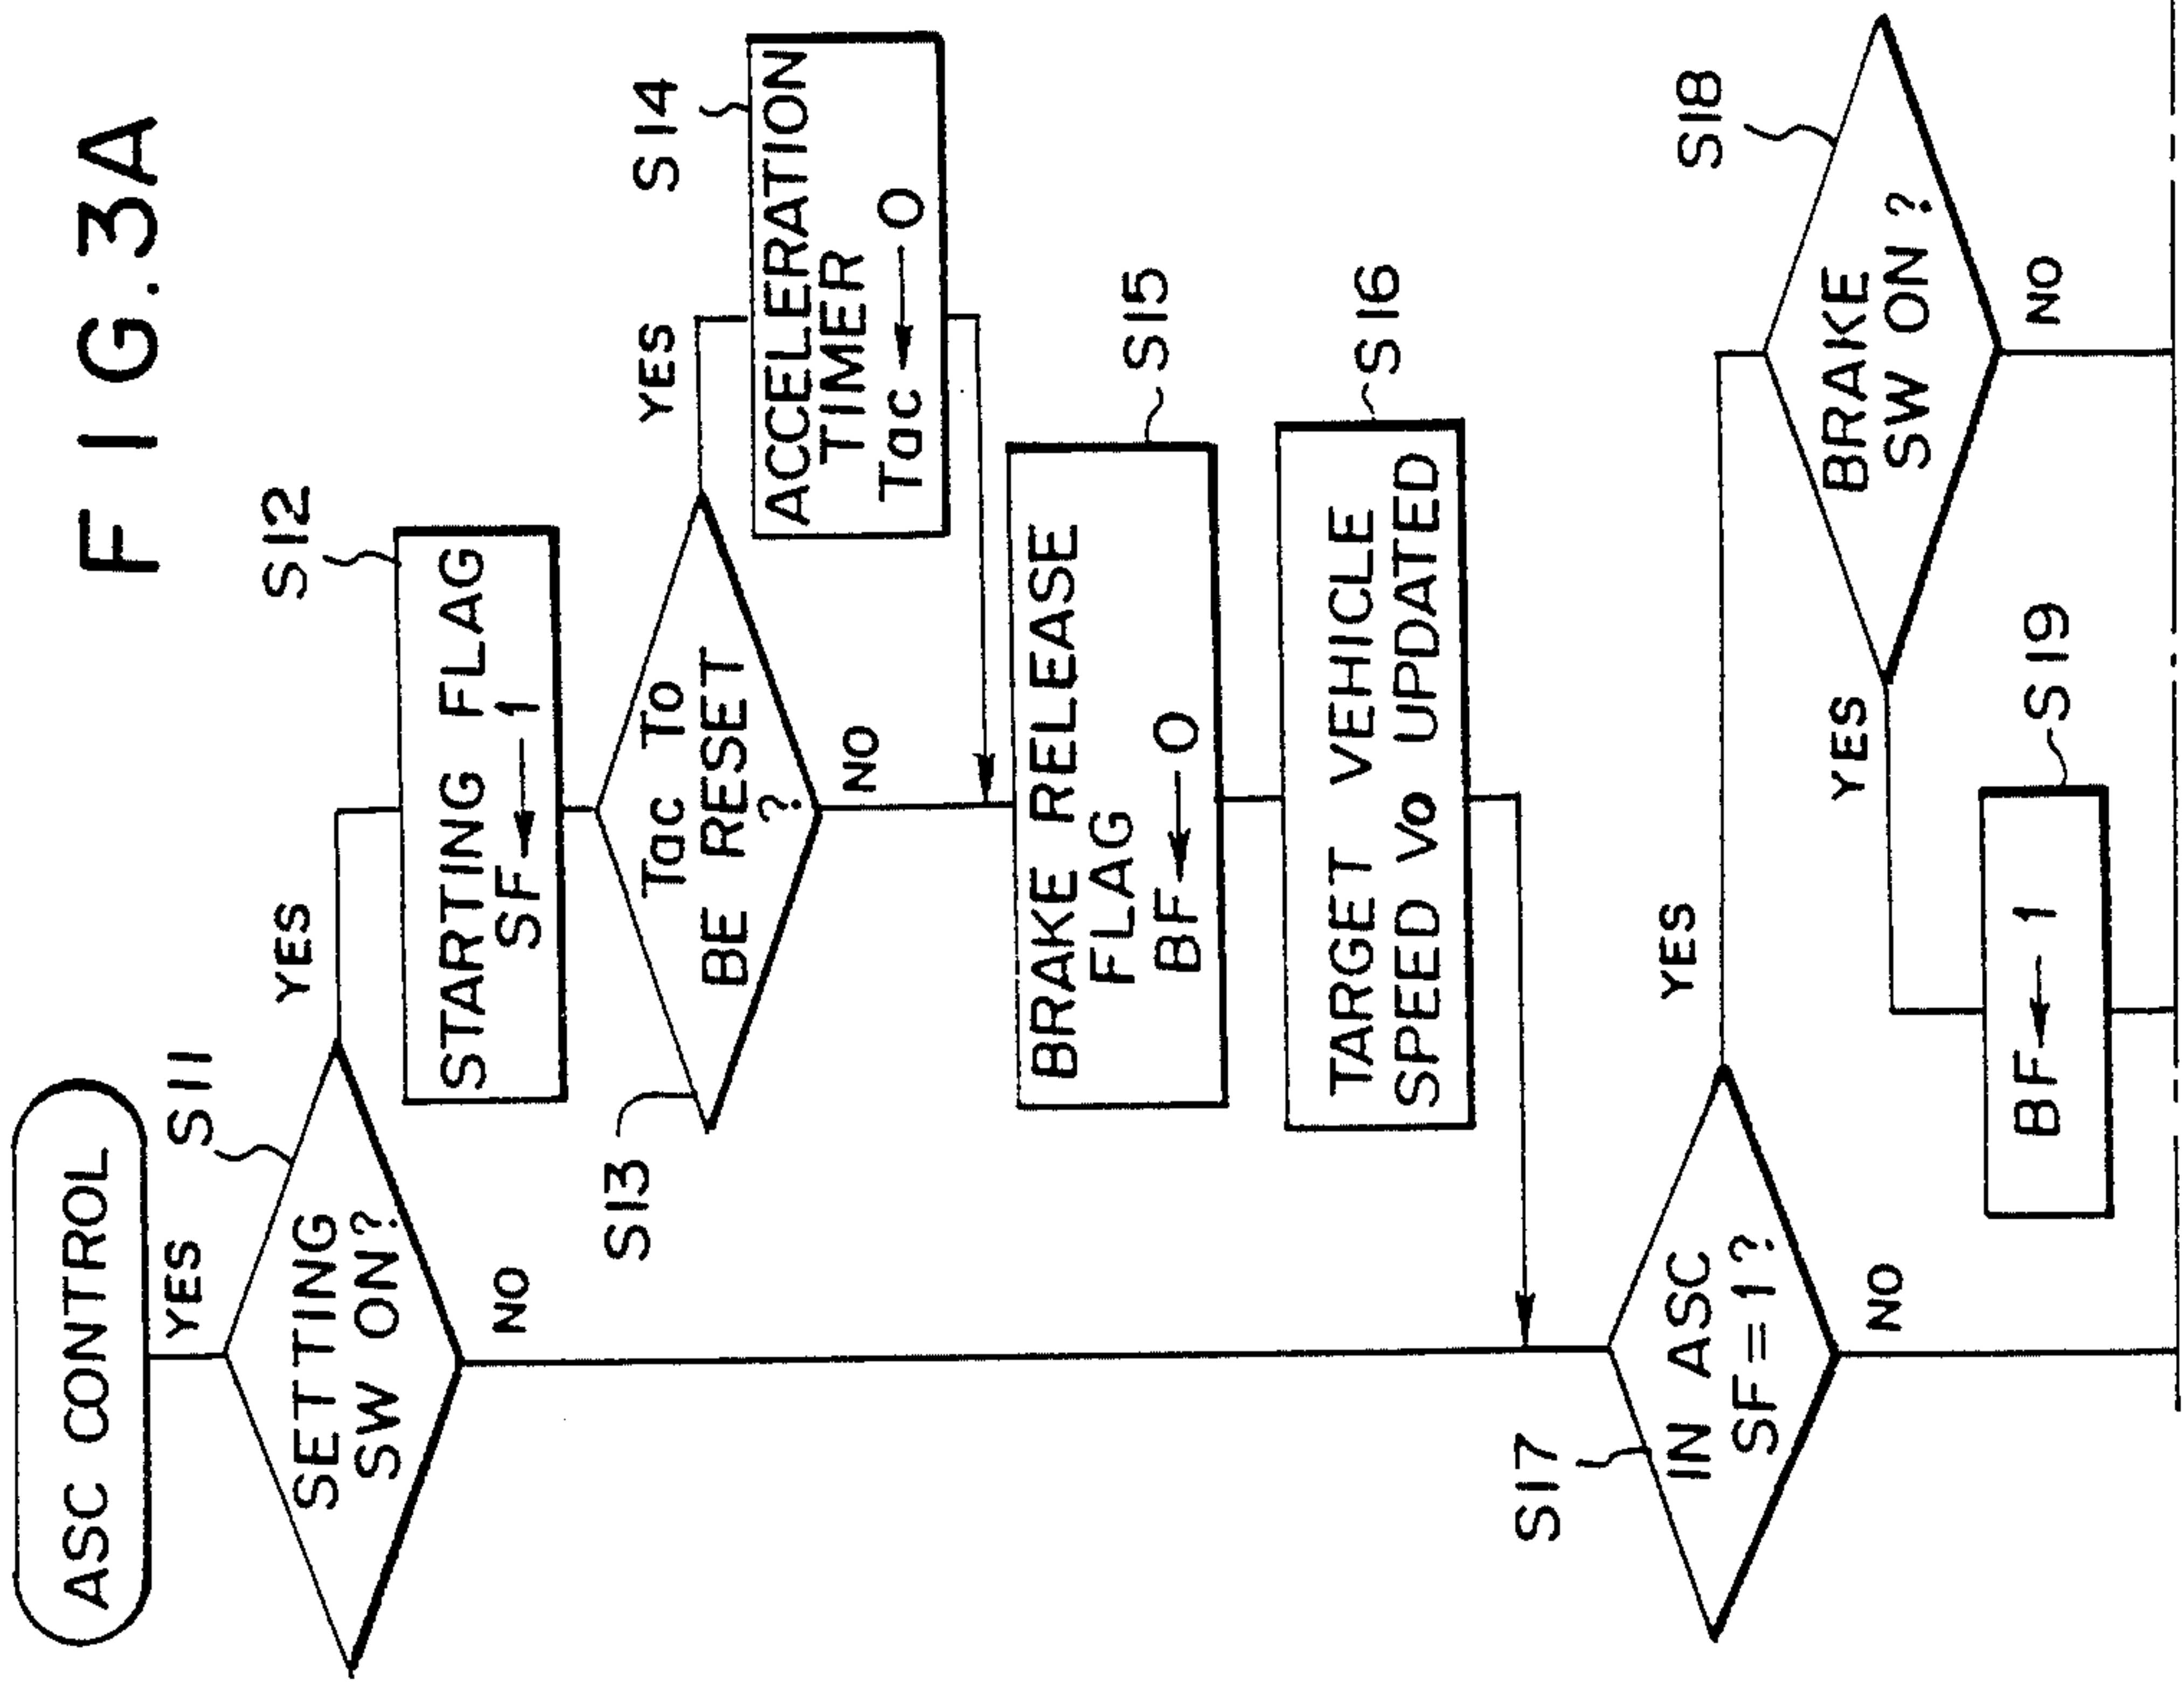 FIG.3A
ASC CONTROL
YES
S11
SETTING
SW ON?
YES
NO
S12
STARTING FLAG
SF ← 1
S13
Tac To
BE RESET
?
YES
NO
S14
ACCELERATION
TIMER
Tac ← 0
S15
BRAKE RELEASE
FLAG
BF ← 0
S16
TARGET VEHICLE
SPEED Vo UPDATED
S17
IN ASC
SF=1?
YES
NO
S18
BRAKE
SW ON?
YES
NO
S19
BF ← 1